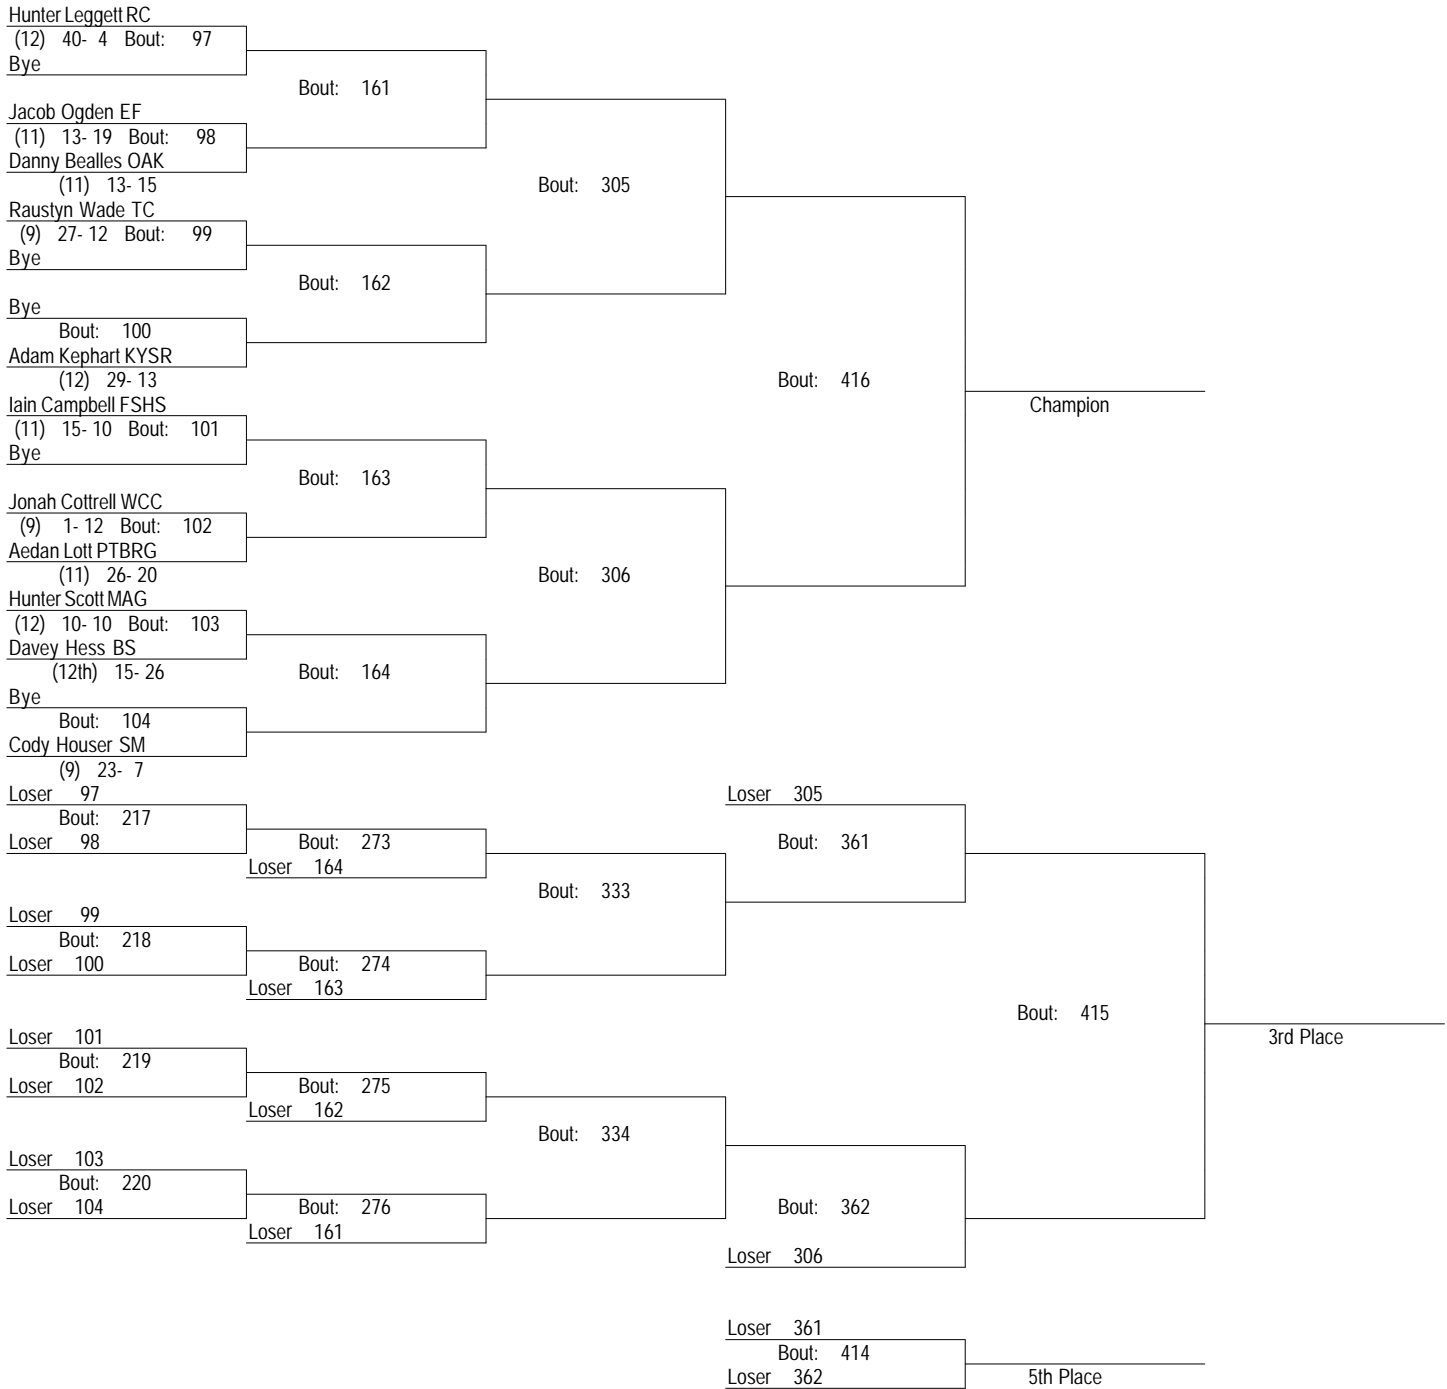 Hunter Leggett RC
(12) 40- 4 Bout: 97
Bye
Bout: 161
Jacob Ogden EF
(11) 13- 19 Bout: 98
Danny Bealles OAK
(11) 13- 15
Bout: 305
Raustyn Wade TC
(9) 27- 12 Bout: 99
Bye
Bout: 162
Bye
Bout: 100
Adam Kephart KYSR
(12) 29- 13
Bout: 416
Champion
Iain Campbell FSHS
(11) 15- 10 Bout: 101
Bye
Bout: 163
Jonah Cottrell WCC
(9) 1- 12 Bout: 102
Aedan Lott PTBRG
(11) 26- 20
Bout: 306
Hunter Scott MAG
(12) 10- 10 Bout: 103
Davey Hess BS
(12th) 15- 26
Bout: 164
Bye
Bout: 104
Cody Houser SM
(9) 23- 7
Loser 97
Bout: 217
Loser 98
Bout: 273
Loser 164
Loser 305
Bout: 361
Bout: 333
Loser 99
Bout: 218
Loser 100
Bout: 274
Loser 163
Bout: 415
3rd Place
Loser 101
Bout: 219
Loser 102
Bout: 275
Loser 162
Bout: 334
Loser 103
Bout: 220
Loser 104
Bout: 276
Loser 161
Bout: 362
Loser 306
Loser 361
Bout: 414
Loser 362
5th Place